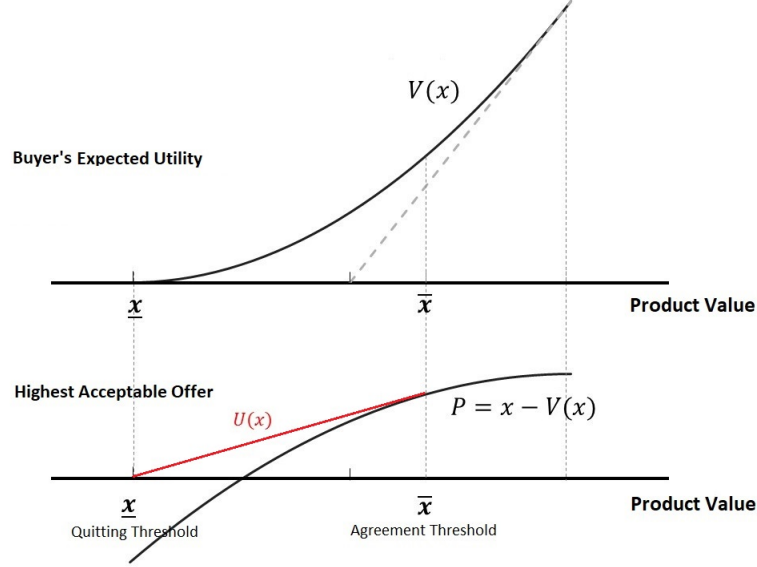 V(x)
Buyer's Expected Utility
x x̅
Product Value
Highest Acceptable Offer
U(x)
P = x − V(x)
x x̅
Product Value
Quitting Threshold
Agreement Threshold